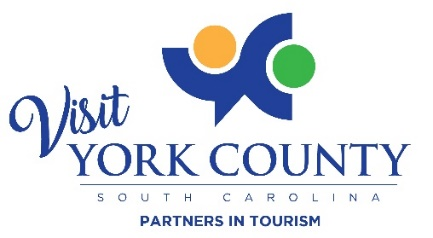 Visit
YORK COUNTY
SOUTH CAROLINA
PARTNERS IN TOURISM